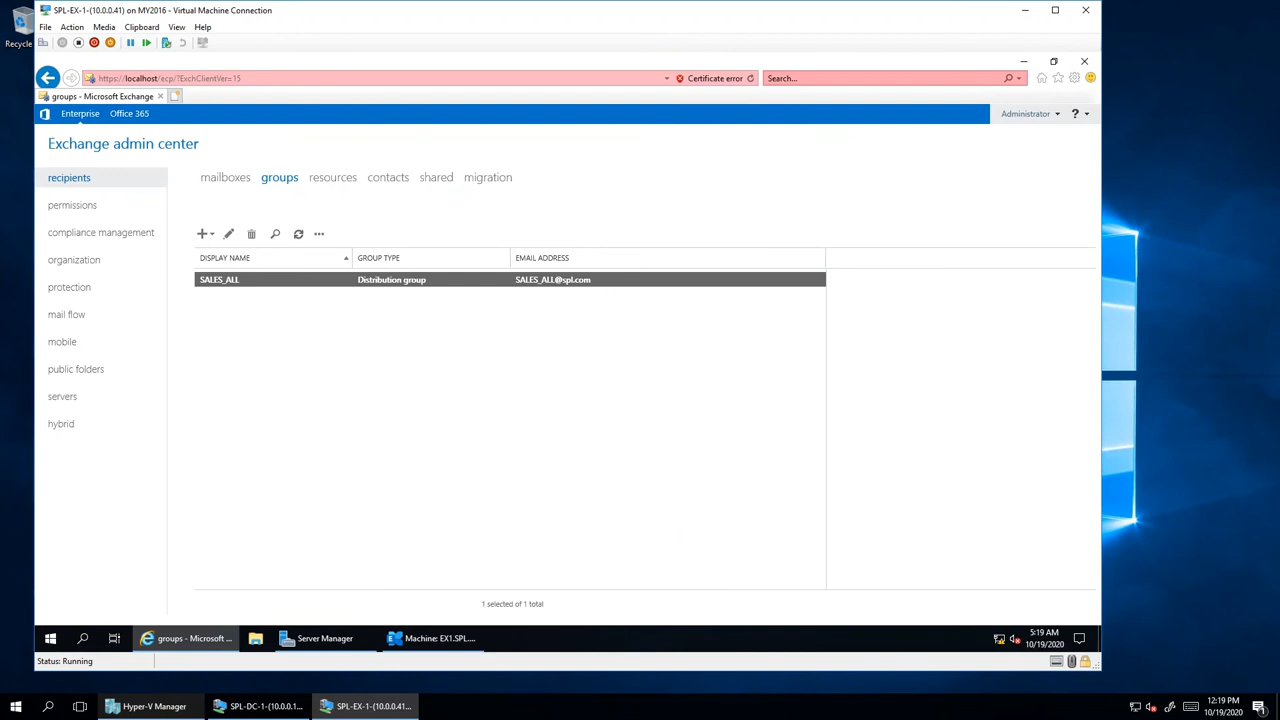 Recycle
SPL-EX-1-(10.0.0.41) on MY2016 - Virtual Machine Connection
File Action Media Clipboard View Help
https://localhost/ecp/?ExchClientVer=15
Certificate error
Search...
groups - Microsoft Exchange
Enterprise Office 365
Administrator ?
Exchange admin center
recipients
permissions
compliance management
organization
protection
mail flow
mobile
public folders
servers
hybrid
mailboxes groups resources contacts shared migration
DISPLAY NAME GROUP TYPE EMAIL ADDRESS
SALES_ALL Distribution group SALES_ALL@spl.com
1 selected of 1 total
groups - Microsoft ...
Server Manager
Machine: EX1.SPL....
5:19 AM
10/19/2020
Status: Running
Hyper-V Manager
SPL-DC-1-(10.0.0.1...
SPL-EX-1-(10.0.0.41...
12:19 PM
10/19/2020
1